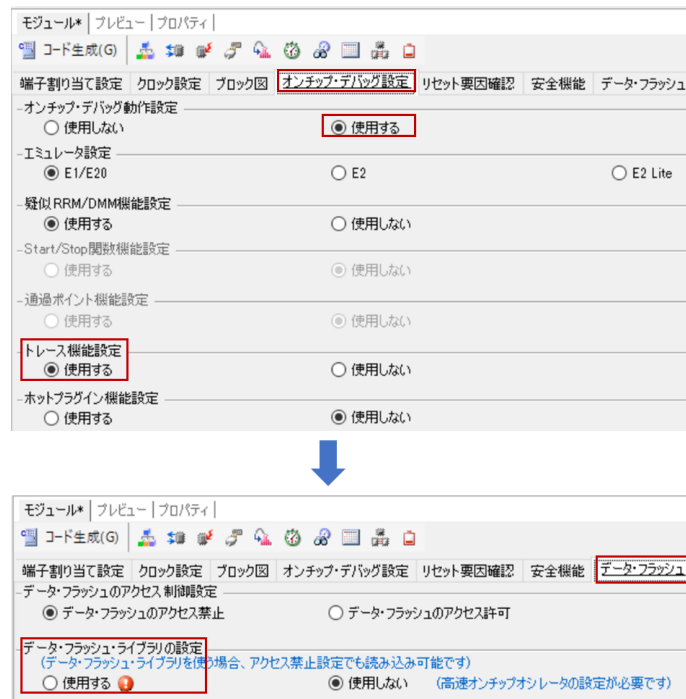 モジュール* プレビュー プロパティ
コード生成(G)
端子割り当て設定 クロック設定 ブロック図 オンチップ・デバッグ設定 リセット要因確認 安全機能 データ・フラッシュ
オンチップ・デバッグ動作設定
使用しない 使用する
エミュレータ設定
E1/E20 E2 E2 Lite
疑似RRM/DMM機能設定
使用する 使用しない
Start/Stop関数機能設定
使用する 使用しない
通過ポイント機能設定
使用する 使用しない
トレース機能設定
使用する 使用しない
ホットプラグイン機能設定
使用する 使用しない
モジュール* プレビュー プロパティ
コード生成(G)
端子割り当て設定 クロック設定 ブロック図 オンチップ・デバッグ設定 リセット要因確認 安全機能 データ・フラッシュ
データ・フラッシュのアクセス制御設定
データ・フラッシュのアクセス禁止 データ・フラッシュのアクセス許可
データ・フラッシュ・ライブラリの設定
(データ・フラッシュ・ライブラリを使う場合、アクセス禁止設定でも読み込み可能です)
使用する 使用しない (高速オンチップオシレータの設定が必要です)